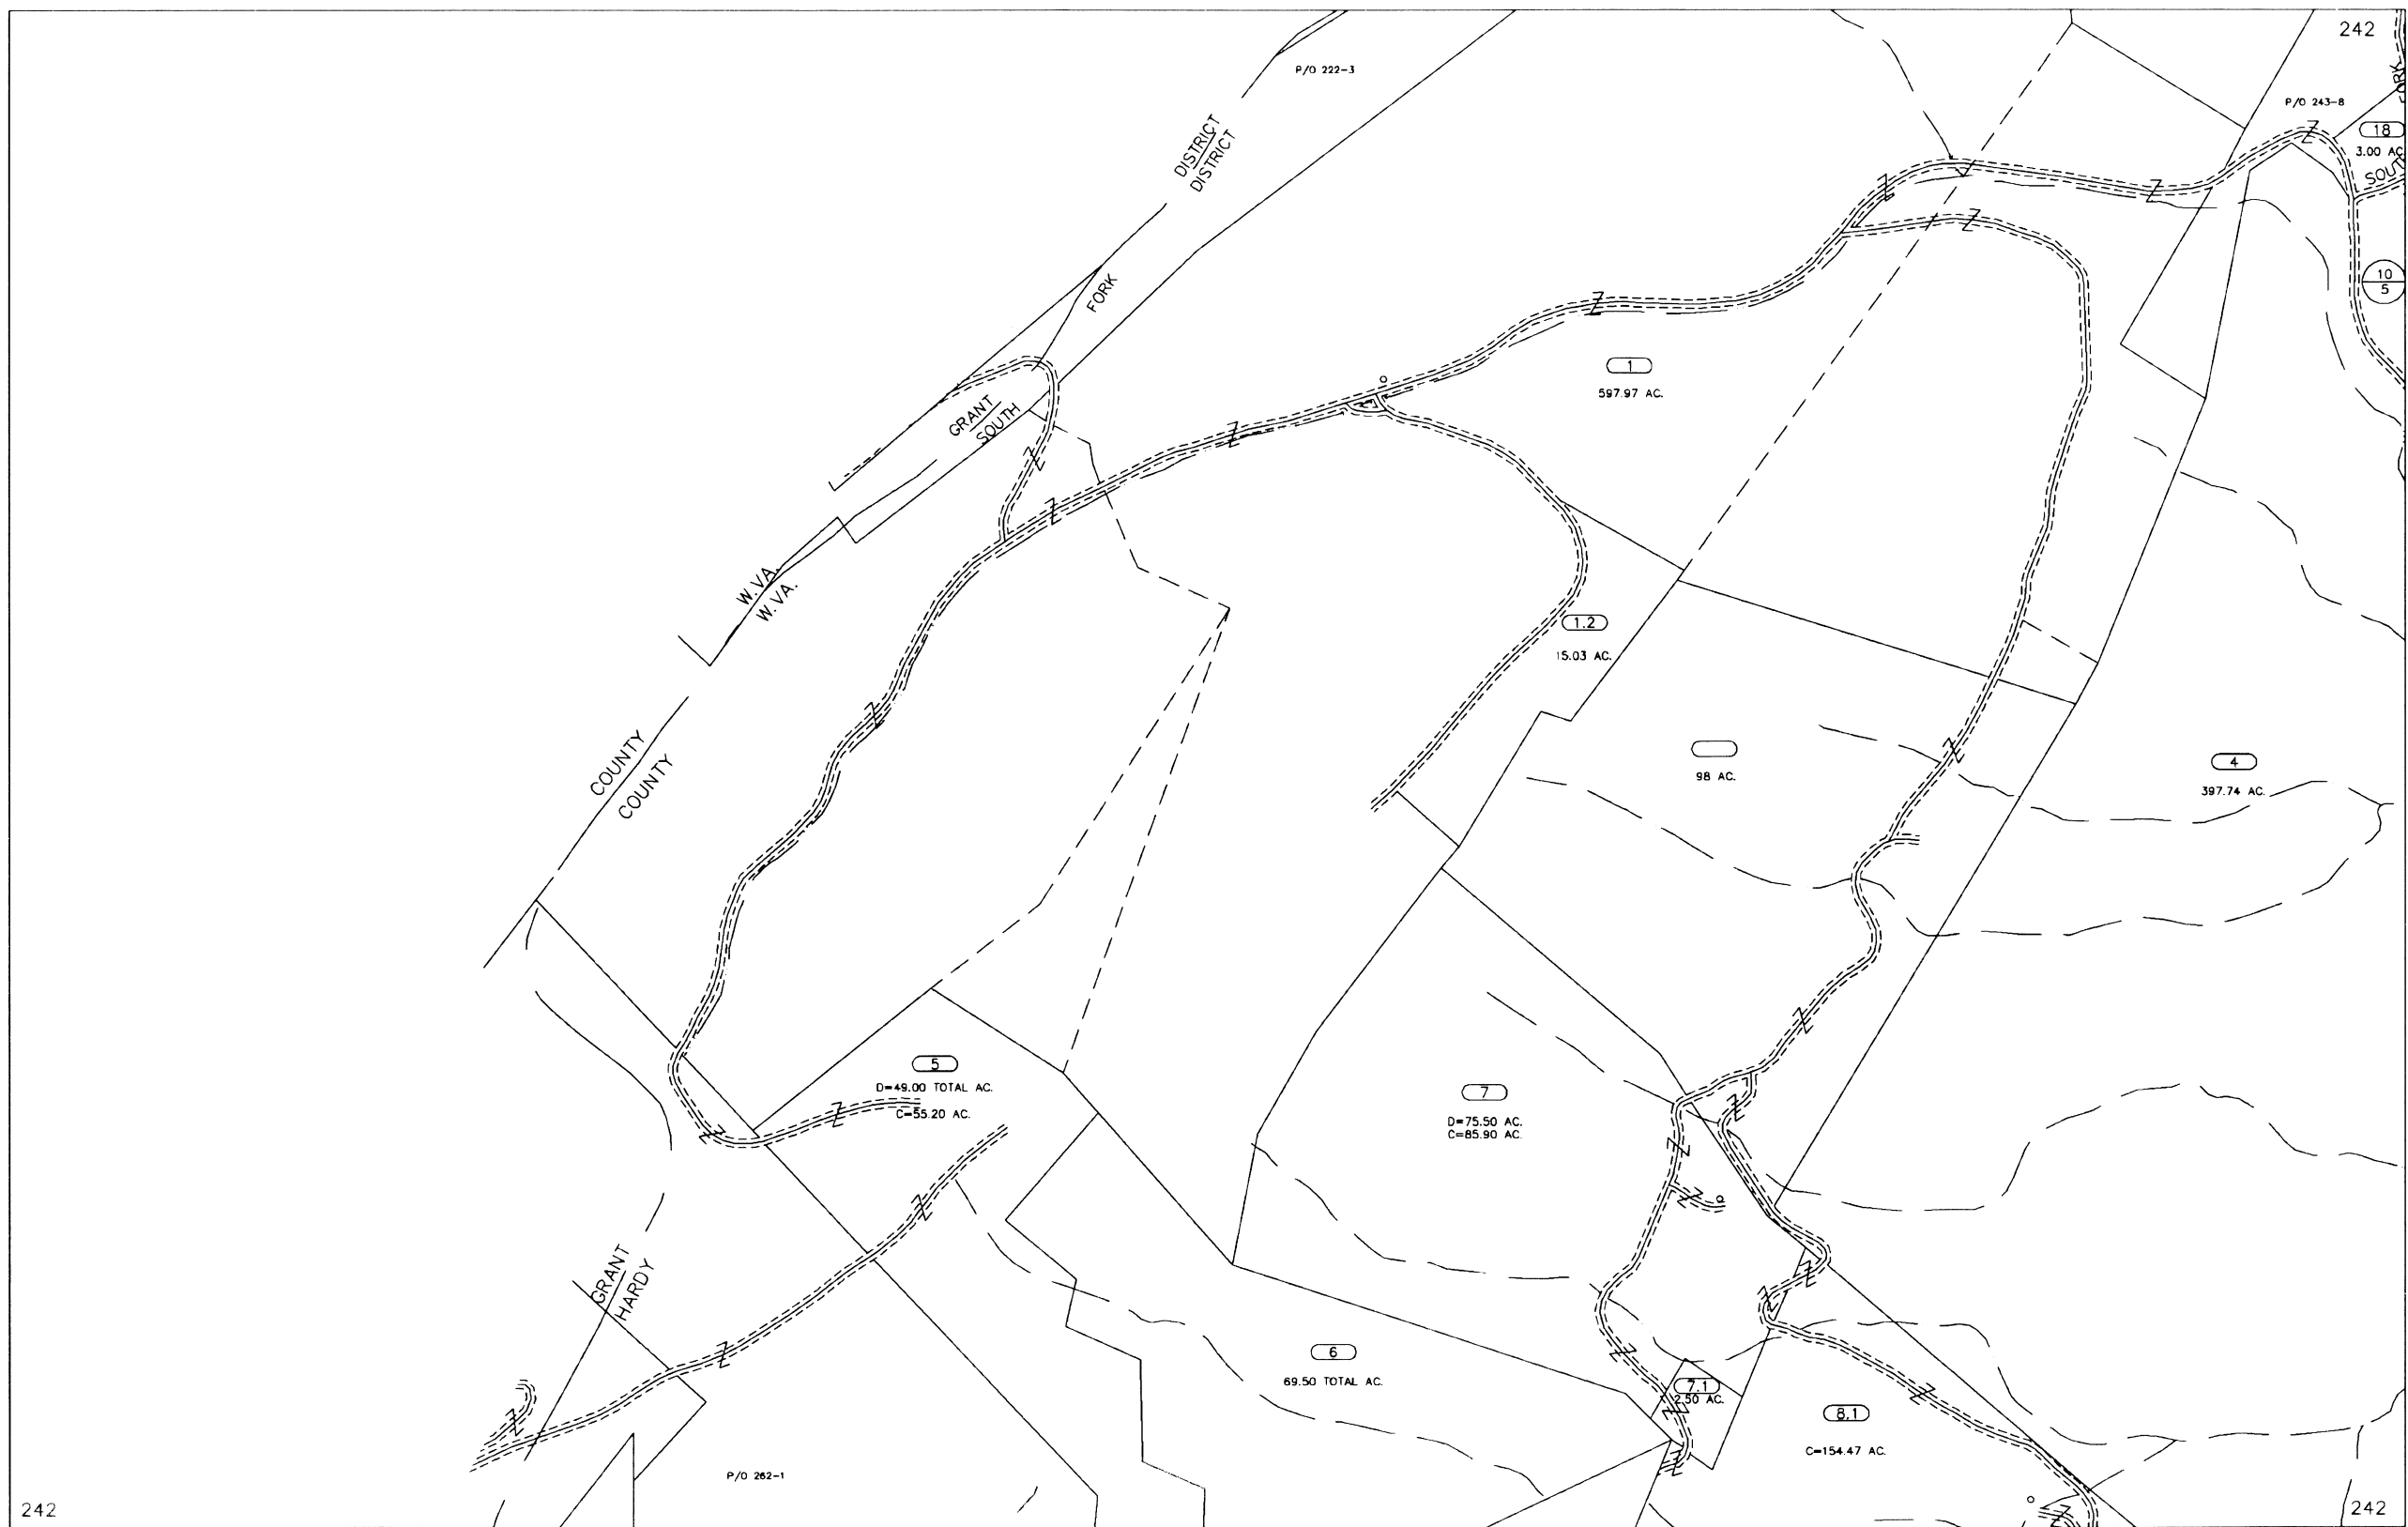 242
P/O 222-3
P/O 243-8
18
3.00 AC
DISTRICT
DISTRICT
FORK
10
5
1
597.97 AC.
GRANT
SOUTH
W.VA.
W.VA.
1.2
15.03 AC.
COUNTY
COUNTY
98 AC.
4
397.74 AC.
5
D=49.00 TOTAL AC.
C=55.20 AC.
7
D=75.50 AC.
C=85.90 AC.
GRANT
HARDY
6
69.50 TOTAL AC.
7.1
2.50 AC.
8.1
C=154.47 AC.
P/O 262-1
242
242